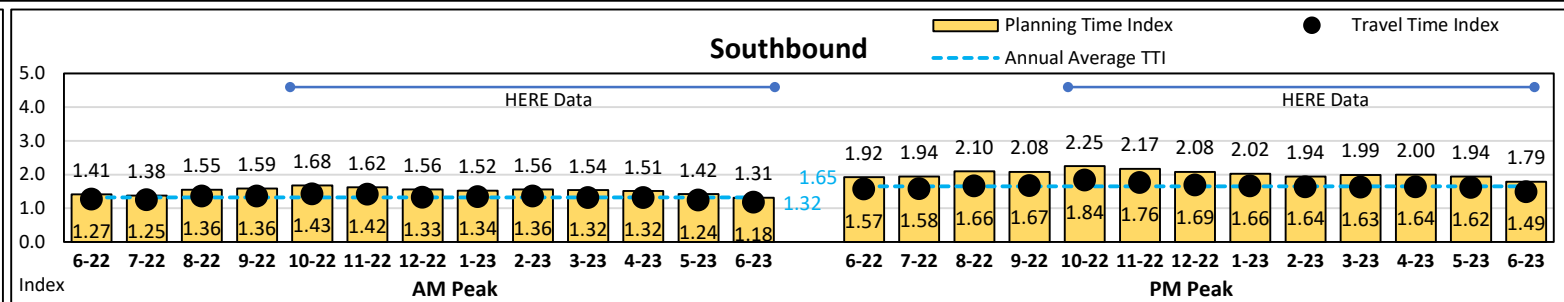 Southbound
Planning Time Index
Travel Time Index
Annual Average TTI
5.0
4.0
3.0
2.0
1.0
0.0
HERE Data
HERE Data
1.41 1.38 1.55 1.59 1.68 1.62 1.56 1.52 1.56 1.54 1.51 1.42 1.31
1.92 1.94 2.10 2.08 2.25 2.17 2.08 2.02 1.94 1.99 2.00 1.94 1.79
1.65
1.32
1.27 1.25 1.36 1.36 1.43 1.42 1.33 1.34 1.36 1.32 1.32 1.24 1.18
1.57 1.58 1.66 1.67 1.84 1.76 1.69 1.66 1.64 1.63 1.64 1.62 1.49
6-22 7-22 8-22 9-22 10-22 11-22 12-22 1-23 2-23 3-23 4-23 5-23 6-23
6-22 7-22 8-22 9-22 10-22 11-22 12-22 1-23 2-23 3-23 4-23 5-23 6-23
Index
AM Peak
PM Peak